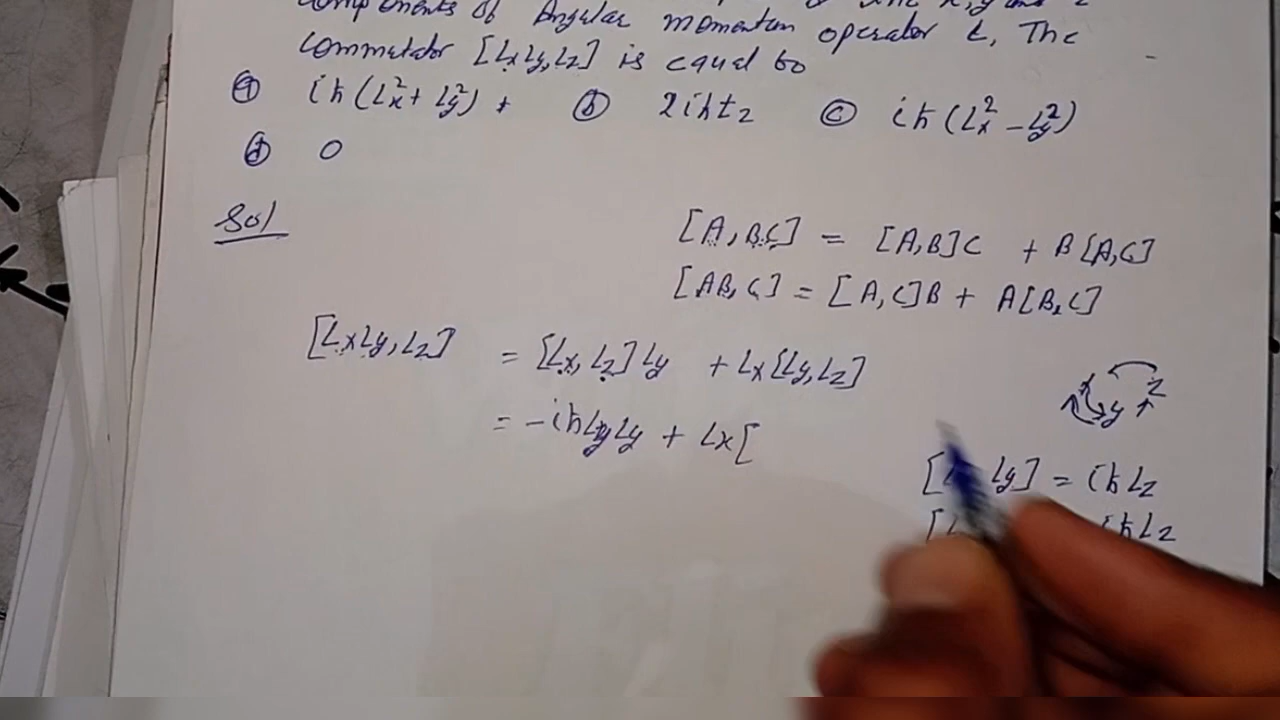 components of Angular momentum operator L, The
commutator [LxLy,Lz] is equal to
ⓐ iħ(Lx²+Ly²) ⓑ 2iħLz ⓒ iħ(Lx²-Ly²)
ⓓ 0
Sol
[A,BC] = [A,B]C + B[A,C]
[AB,C] = [A,C]B + A[B,C]
[LxLy,Lz] = [Lx,Lz]Ly + Lx[Ly,Lz]
= -iħLyLy + Lx[
x z
y
Ly] = iħLz
iħLz